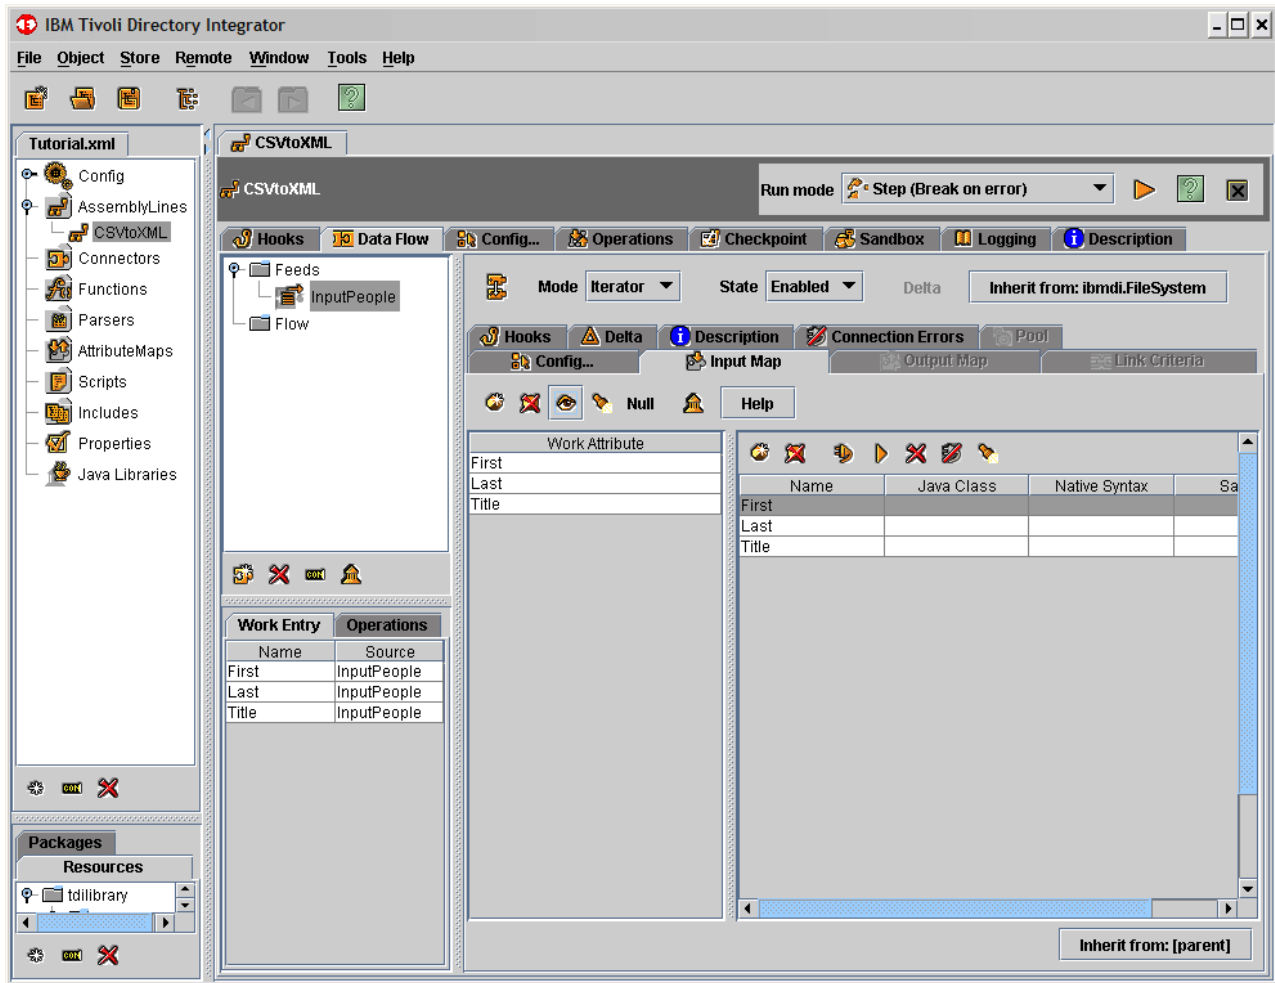 IBM Tivoli Directory Integrator
File Object Store Remote Window Tools Help
Tutorial.xml
Config
AssemblyLines
CSVtoXML
Connectors
Functions
Parsers
AttributeMaps
Scripts
Includes
Properties
Java Libraries
Packages
Resources
tdilibrary
CSVtoXML
CSVtoXML
Run mode Step (Break on error)
Hooks Data Flow Config... Operations Checkpoint Sandbox Logging Description
Feeds
InputPeople
Flow
Work Entry Operations
Name Source
First InputPeople
Last InputPeople
Title InputPeople
Mode Iterator State Enabled Delta Inherit from: ibmdi.FileSystem
Hooks Delta Description Connection Errors Pool
Config... Input Map Output Map Link Criteria
Null Help
Work Attribute
First
Last
Title
Name Java Class Native Syntax Sa
First
Last
Title
Inherit from: [parent]